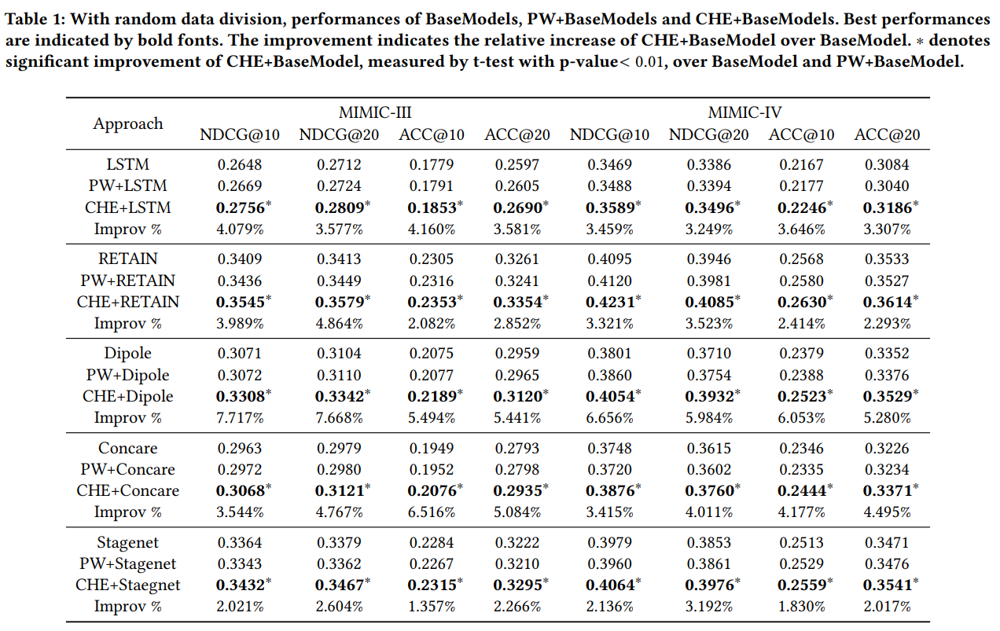 Table 1: With random data division, performances of BaseModels, PW+BaseModels and CHE+BaseModels. Best performances
are indicated by bold fonts. The improvement indicates the relative increase of CHE+BaseModel over BaseModel. * denotes
significant improvement of CHE+BaseModel, measured by t-test with p-value< 0.01, over BaseModel and PW+BaseModel.
Approach MIMIC-III MIMIC-IV
NDCG@10 NDCG@20 ACC@10 ACC@20 NDCG@10 NDCG@20 ACC@10 ACC@20
LSTM 0.2648 0.2712 0.1779 0.2597 0.3469 0.3386 0.2167 0.3084
PW+LSTM 0.2669 0.2724 0.1791 0.2605 0.3488 0.3394 0.2177 0.3040
CHE+LSTM 0.2756* 0.2809* 0.1853* 0.2690* 0.3589* 0.3496* 0.2246* 0.3186*
Improv % 4.079% 3.577% 4.160% 3.581% 3.459% 3.249% 3.646% 3.307%
RETAIN 0.3409 0.3413 0.2305 0.3261 0.4095 0.3946 0.2568 0.3533
PW+RETAIN 0.3436 0.3449 0.2316 0.3241 0.4120 0.3981 0.2580 0.3527
CHE+RETAIN 0.3545* 0.3579* 0.2353* 0.3354* 0.4231* 0.4085* 0.2630* 0.3614*
Improv % 3.989% 4.864% 2.082% 2.852% 3.321% 3.523% 2.414% 2.293%
Dipole 0.3071 0.3104 0.2075 0.2959 0.3801 0.3710 0.2379 0.3352
PW+Dipole 0.3072 0.3110 0.2077 0.2965 0.3860 0.3754 0.2388 0.3376
CHE+Dipole 0.3308* 0.3342* 0.2189* 0.3120* 0.4054* 0.3932* 0.2523* 0.3529*
Improv % 7.717% 7.668% 5.494% 5.441% 6.656% 5.984% 6.053% 5.280%
Concare 0.2963 0.2979 0.1949 0.2793 0.3748 0.3615 0.2346 0.3226
PW+Concare 0.2972 0.2980 0.1952 0.2798 0.3720 0.3602 0.2335 0.3234
CHE+Concare 0.3068* 0.3121* 0.2076* 0.2935* 0.3876* 0.3760* 0.2444* 0.3371*
Improv % 3.544% 4.767% 6.516% 5.084% 3.415% 4.011% 4.177% 4.495%
Stagenet 0.3364 0.3379 0.2284 0.3222 0.3979 0.3853 0.2513 0.3471
PW+Stagenet 0.3343 0.3362 0.2267 0.3210 0.3960 0.3861 0.2529 0.3476
CHE+Staegnet 0.3432* 0.3467* 0.2315* 0.3295* 0.4064* 0.3976* 0.2559* 0.3541*
Improv % 2.021% 2.604% 1.357% 2.266% 2.136% 3.192% 1.830% 2.017%